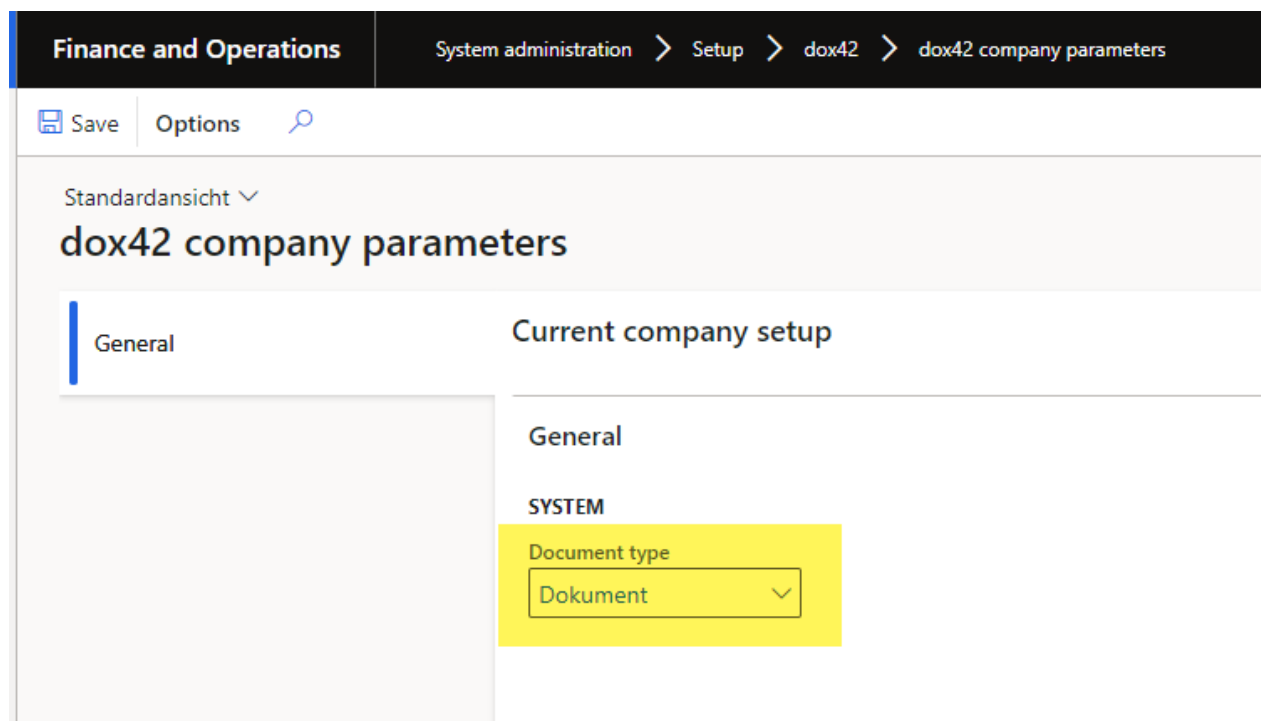 Finance and Operations System administration > Setup > dox42 > dox42 company parameters
Save Options
Standardansicht
dox42 company parameters
General
Current company setup
General
SYSTEM
Document type
Dokument